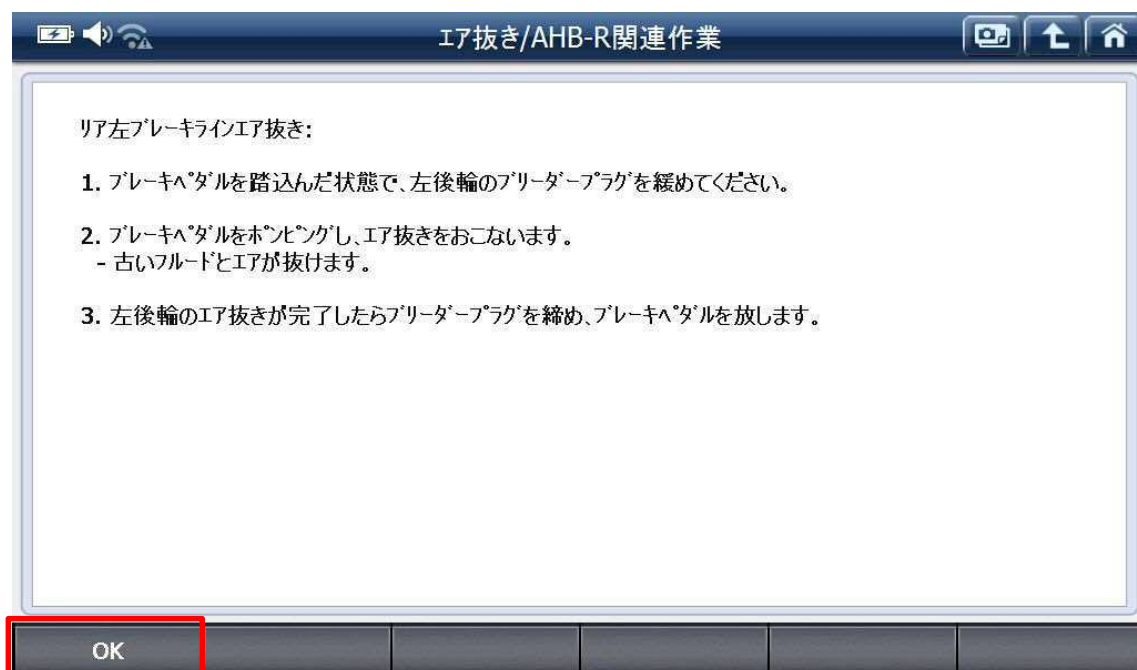 エア抜き/AHB-R関連作業
リア左ブレーキラインエア抜き:
1. ブレーキペダルを踏込んだ状態で、左後輪のブリーダープラグを緩めてください。
2. ブレーキペダルをポンピングし、エア抜きをおこないます。
- 古いフルードとエアが抜けます。
3. 左後輪のエア抜きが完了したらブリーダープラグを締め、ブレーキペダルを放します。
OK